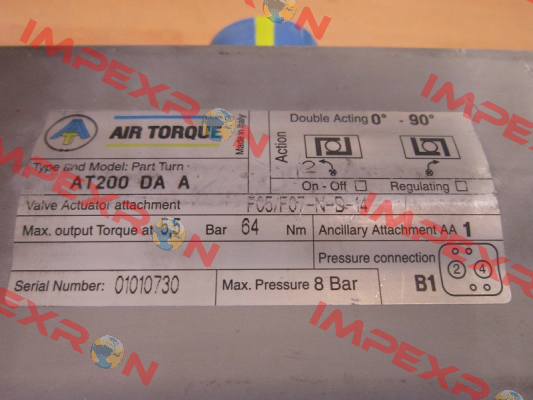 AIR TORQUE
Made in Italy
Action
Double Acting 0° - 90°
2
Type and Model: Part Turn
AT200 DA A
On - Off
Regulating
Valve Actuator attachment
F05/F07-N-D-14
Max. output Torque at 5,5 Bar 64 Nm
Ancillary Attachment AA 1
Pressure connection
2 4
B1
Serial Number: 01010730
Max. Pressure 8 Bar
IMPEXRON
IMPEXRON
IMPEXRON
IMPEXRON
IMPEXRON